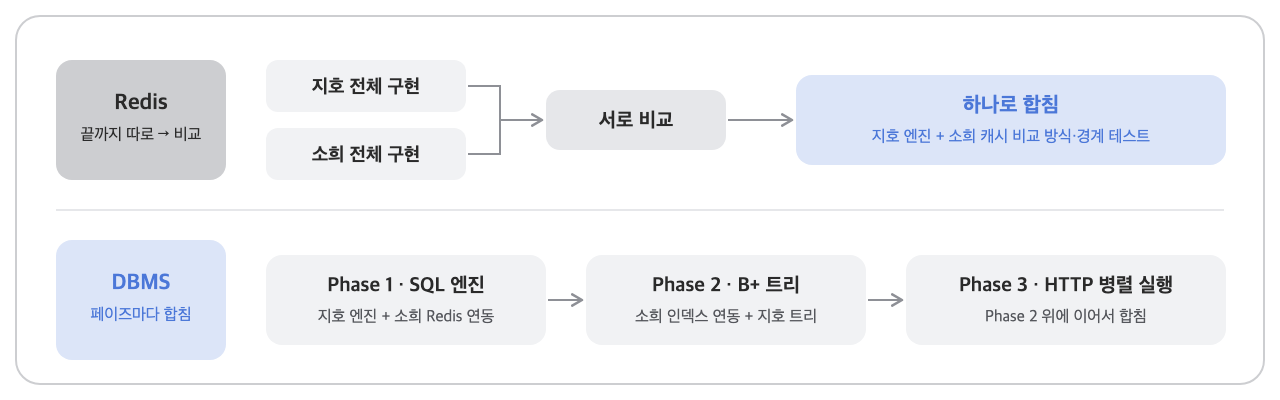 Redis
끝까지 따로 → 비교
지호 전체 구현
소희 전체 구현
서로 비교
하나로 합침
지호 엔진 + 소희 캐시 비교 방식·경계 테스트
DBMS
페이즈마다 합침
Phase 1 · SQL 엔진
지호 엔진 + 소희 Redis 연동
Phase 2 · B+ 트리
소희 인덱스 연동 + 지호 트리
Phase 3 · HTTP 병렬 실행
Phase 2 위에 이어서 합침